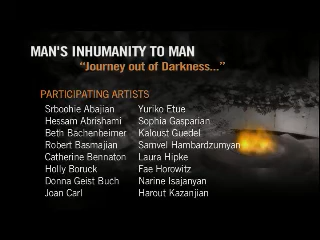 MAN'S INHUMANITY TO MAN
“Journey out of Darkness...”
PARTICIPATING ARTISTS
Srboohie Abajian
Hessam Abrishami
Beth Bachenheimer
Robert Basmajian
Catherine Bennaton
Holly Boruck
Donna Geist Buch
Joan Carl
Yuriko Etue
Sophia Gasparian
Kaloust Guedel
Samvel Hambardzumyan
Laura Hipke
Fae Horowitz
Narine Isajanyan
Harout Kazanjian